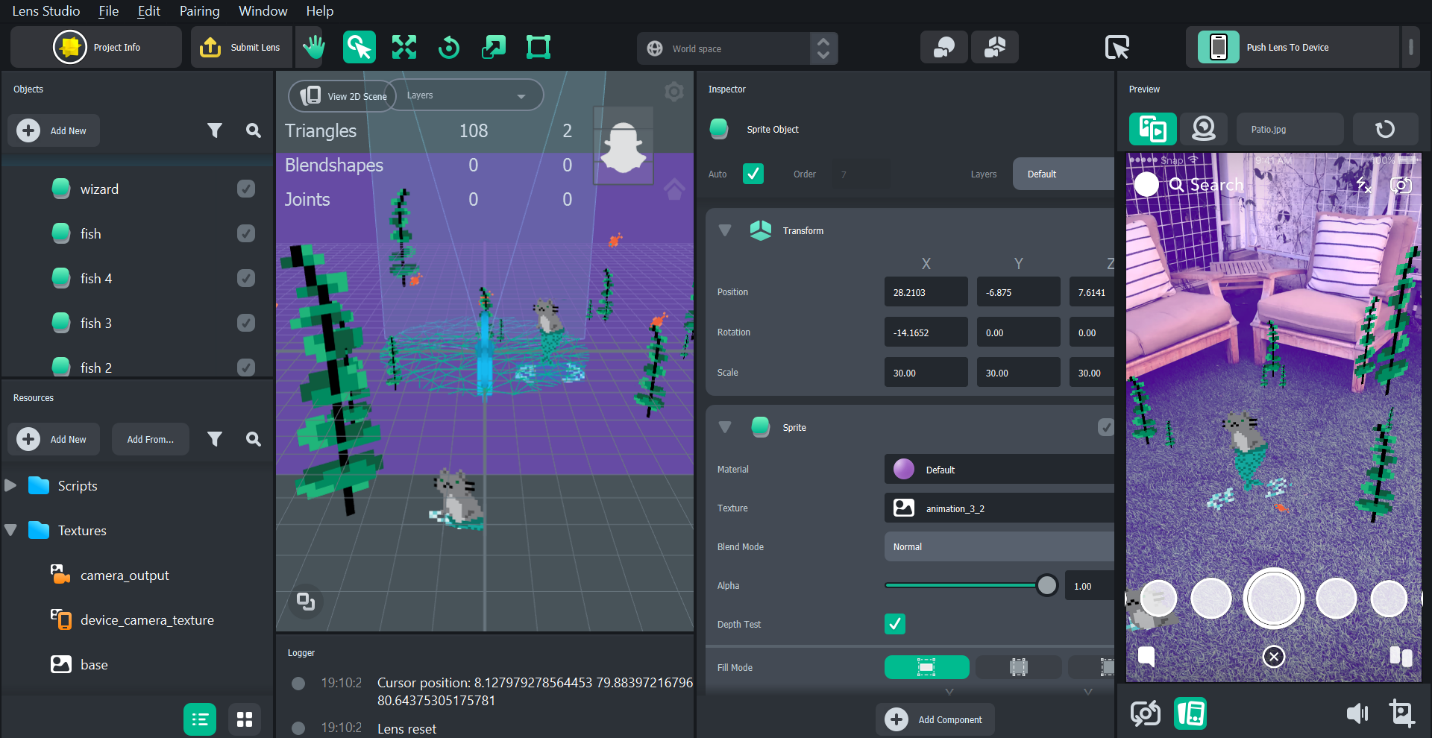 Lens Studio File Edit Pairing Window Help
Project Info
Submit Lens
World space
Push Lens To Device
Objects
Add New
wizard
fish
fish 4
fish 3
fish 2
Resources
Add New
Add From...
Scripts
Textures
camera_output
device_camera_texture
base
View 2D Scene
Layers
Triangles 108 2
Blendshapes 0 0
Joints 0 0
Logger
19:10:2 Cursor position: 8.127979278564453 79.88397216796
80.64375305175781
19:10:2 Lens reset
Inspector
Sprite Object
Auto Order 7 Layers Default
Transform
X Y Z
Position 28.2103 -6.875 7.6141
Rotation -14.1652 0.00 0.00
Scale 30.00 30.00 30.00
Sprite
Material Default
Texture animation_3_2
Blend Mode Normal
Alpha 1.00
Depth Test
Fill Mode
Add Component
Preview
Patio.jpg
Snap 9:41 AM
Search